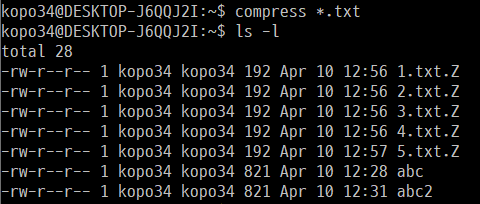 kopo34@DESKTOP-J6QQJ2I:~$ compress *.txt
kopo34@DESKTOP-J6QQJ2I:~$ ls -l
total 28
-rw-r--r-- 1 kopo34 kopo34 192 Apr 10 12:56 1.txt.Z
-rw-r--r-- 1 kopo34 kopo34 192 Apr 10 12:56 2.txt.Z
-rw-r--r-- 1 kopo34 kopo34 192 Apr 10 12:56 3.txt.Z
-rw-r--r-- 1 kopo34 kopo34 192 Apr 10 12:56 4.txt.Z
-rw-r--r-- 1 kopo34 kopo34 192 Apr 10 12:57 5.txt.Z
-rw-r--r-- 1 kopo34 kopo34 821 Apr 10 12:28 abc
-rw-r--r-- 1 kopo34 kopo34 821 Apr 10 12:31 abc2